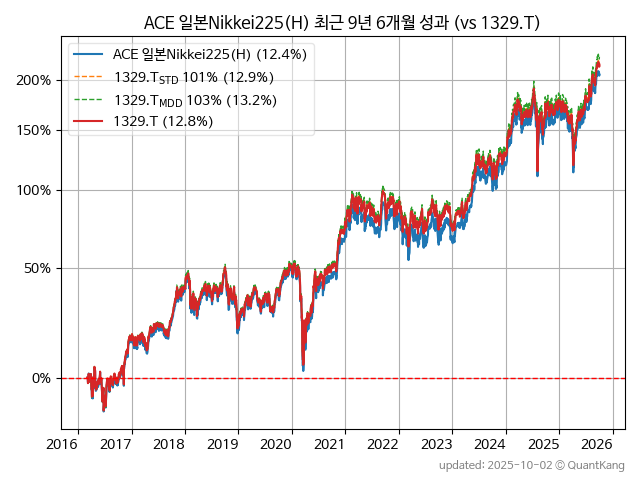 ACE 일본Nikkei225(H) 최근 9년 6개월 성과 (vs 1329.T)
ACE 일본Nikkei225(H) (12.4%)
1329.T_STD 101% (12.9%)
1329.T_MDD 103% (13.2%)
1329.T (12.8%)
200%
150%
100%
50%
0%
2016 2017 2018 2019 2020 2021 2022 2023 2024 2025 2026
updated: 2025-10-02 © QuantKang